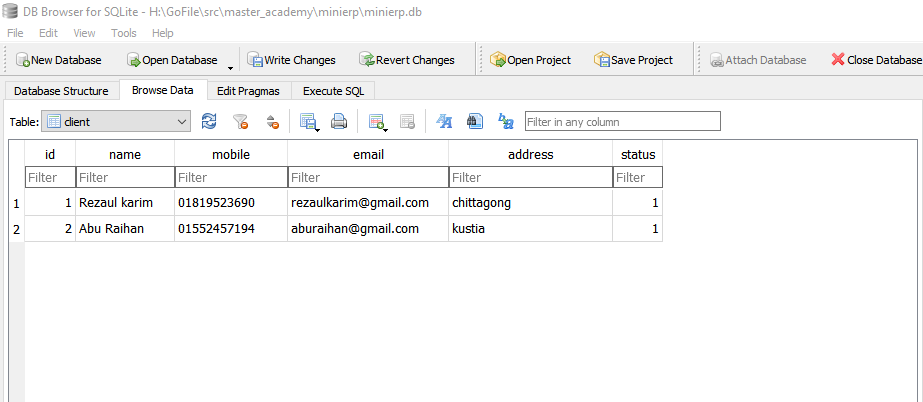 DB Browser for SQLite - H:\GoFile\src\master_academy\minierp\minierp.db
File Edit View Tools Help
New Database Open Database Write Changes Revert Changes Open Project Save Project Attach Database Close Database
Database Structure Browse Data Edit Pragmas Execute SQL
Table: client Filter in any column
id name mobile email address status
Filter Filter Filter Filter Filter Filter
1 1 Rezaul karim 01819523690 rezaulkarim@gmail.com chittagong 1
2 2 Abu Raihan 01552457194 aburaihan@gmail.com kustia 1